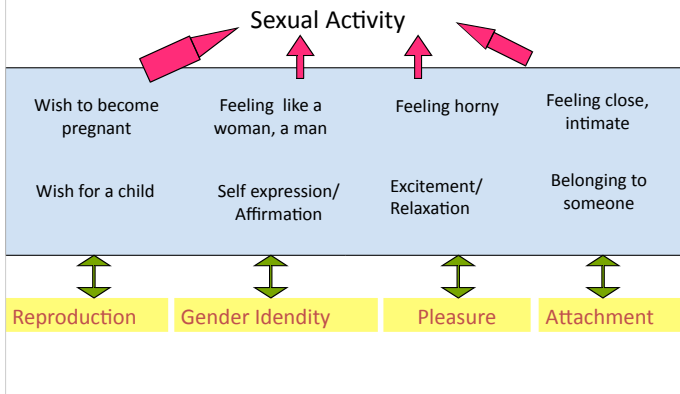 Sexual Activity
Wish to become
pregnant
Feeling like a
woman, a man
Feeling horny
Feeling close,
intimate
Wish for a child
Self expression/
Affirmation
Excitement/
Relaxation
Belonging to
someone
Reproduction
Gender Idendity
Pleasure
Attachment